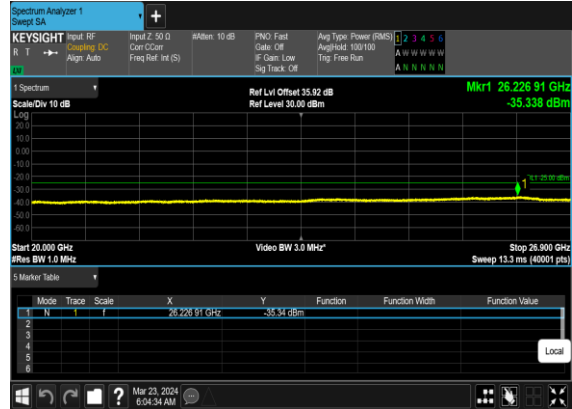 Spectrum Analyzer 1
Swept SA
+
KEYSIGHT Input: RF Input Z: 50 Ω #Atten: 10 dB PNO: Fast Avg Type: Power (RMS) 1 2 3 4 5 6
R T Coupling: DC Corr CCorr Gate: Off Avg|Hold: 100/100 A W W W W W
Align: Auto Freq Ref: Int (S) IF Gain: Low Trig: Free Run
LW Sig Track: Off A N N N N N
1 Spectrum Ref Lvl Offset 35.92 dB Mkr1 26.226 91 GHz
Scale/Div 10 dB Ref Level 30.00 dBm -35.338 dBm
Log
20.0
10.0
0.00
-10.0
-20.0
DL1 -25.00 dBm
1
-30.0
-40.0
-50.0
-60.0
Start 20.000 GHz Video BW 3.0 MHz* Stop 26.900 GHz
#Res BW 1.0 MHz Sweep 13.3 ms (40001 pts)
5 Marker Table
Mode Trace Scale X Y Function Function Width Function Value
1 N 1 f 26.226 91 GHz -35.34 dBm
2
3
4
5
6
Local
? Mar 23, 2024
6:04:34 AM